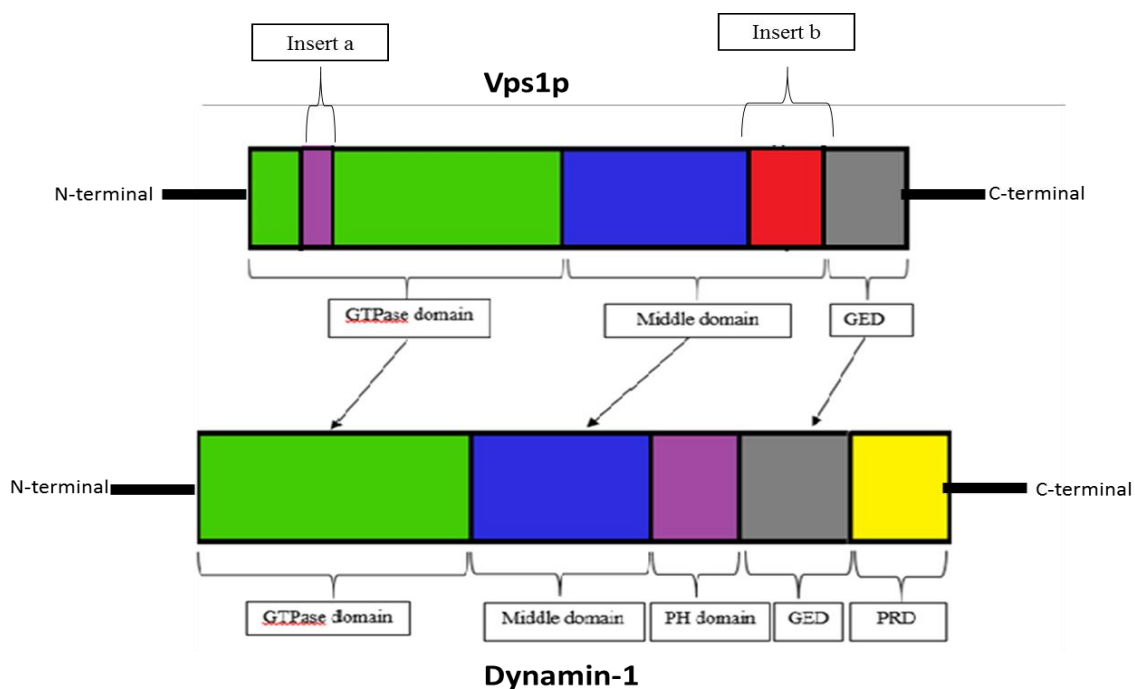 Insert a
Insert b
Vps1p
N-terminal
C-terminal
GTPase domain
Middle domain
GED
N-terminal
C-terminal
GTPase domain
Middle domain
PH domain
GED
PRD
Dynamin-1